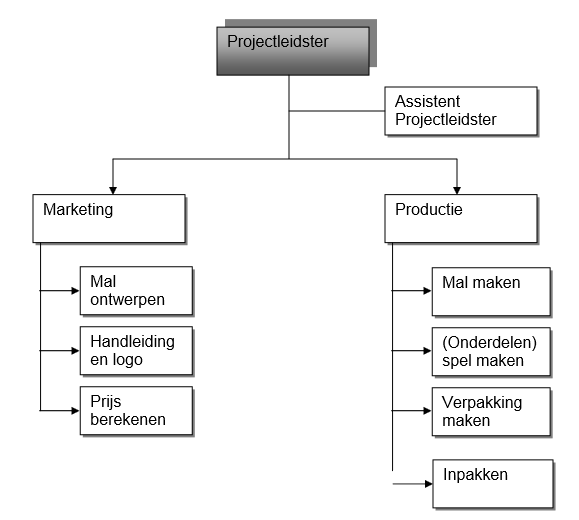 Projectleidster
Assistent
Projectleidster
Marketing
Mal
ontwerpen
Handleiding
en logo
Prijs
berekenen
Productie
Mal maken
(Onderdelen)
spel maken
Verpakking
maken
Inpakken